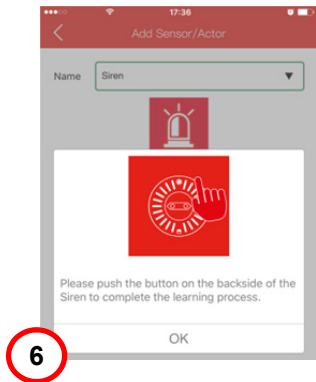 17:36
Add Sensor/Actor
Name Siren
Please push the button on the backside of the
Siren to complete the learning process.
OK
6